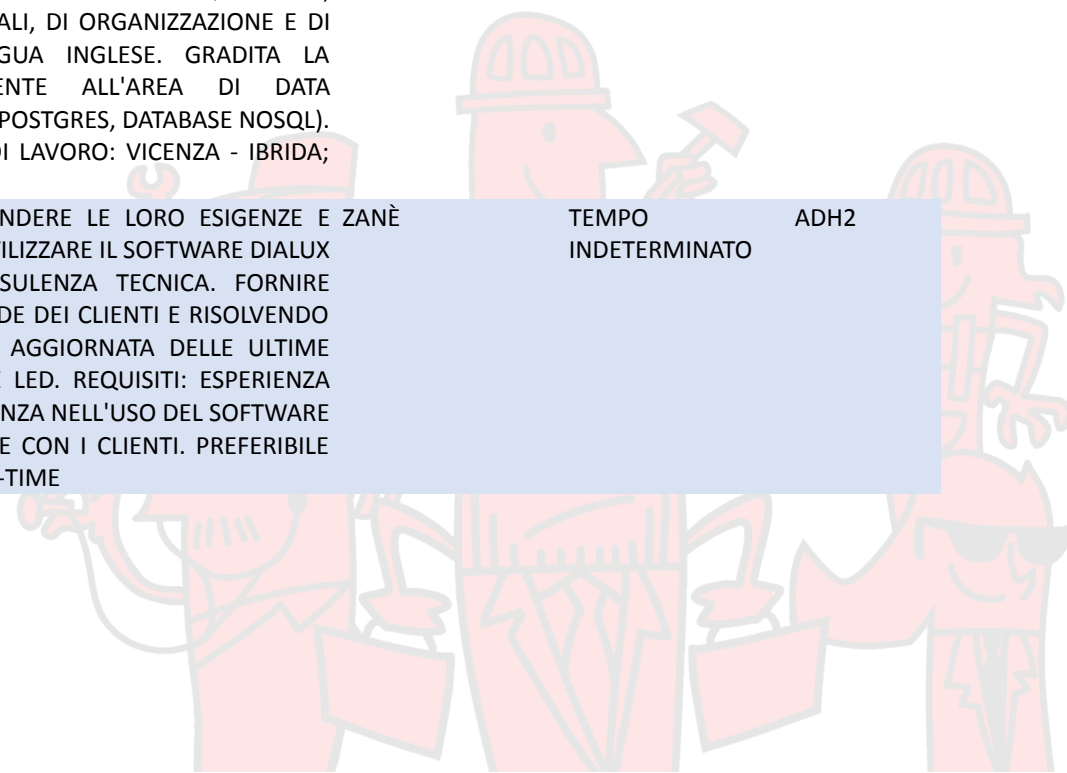 ALI, DI ORGANIZZAZIONE E DI
GUA INGLESE. GRADITA LA
ENTE ALL'AREA DI DATA
POSTGRES, DATABASE NOSQL).
DI LAVORO: VICENZA - IBRIDA;
NDERE LE LORO ESIGENZE E ZANÈ TEMPO ADH2
TILIZZARE IL SOFTWARE DIALUX INDETERMINATO
SULENZA TECNICA. FORNIRE
DE DEI CLIENTI E RISOLVENDO
AGGIORNATA DELLE ULTIME
E LED. REQUISITI: ESPERIENZA
NZA NELL'USO DEL SOFTWARE
E CON I CLIENTI. PREFERIBILE
-TIME